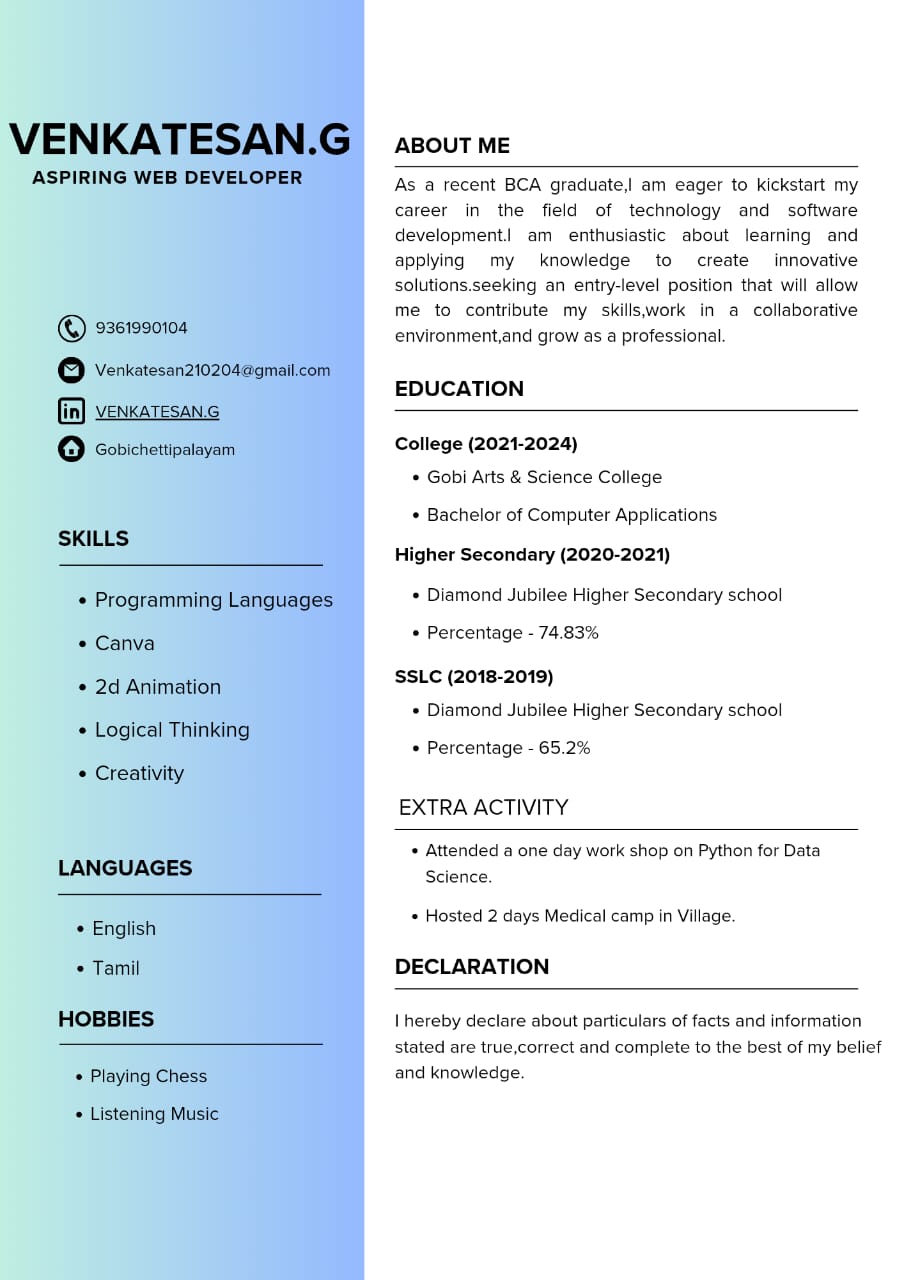 VENKATESAN.G
ASPIRING WEB DEVELOPER
9361990104
Venkatesan210204@gmail.com
VENKATESAN.G
Gobichettipalayam
SKILLS
• Programming Languages
• Canva
• 2d Animation
• Logical Thinking
• Creativity
LANGUAGES
• English
• Tamil
HOBBIES
• Playing Chess
• Listening Music
ABOUT ME
As a recent BCA graduate,I am eager to kickstart my
career in the field of technology and software
development.I am enthusiastic about learning and
applying my knowledge to create innovative
solutions.seeking an entry-level position that will allow
me to contribute my skills,work in a collaborative
environment,and grow as a professional.
EDUCATION
College (2021-2024)
• Gobi Arts & Science College
• Bachelor of Computer Applications
Higher Secondary (2020-2021)
• Diamond Jubilee Higher Secondary school
• Percentage - 74.83%
SSLC (2018-2019)
• Diamond Jubilee Higher Secondary school
• Percentage - 65.2%
EXTRA ACTIVITY
• Attended a one day work shop on Python for Data
Science.
• Hosted 2 days Medical camp in Village.
DECLARATION
I hereby declare about particulars of facts and information
stated are true,correct and complete to the best of my belief
and knowledge.